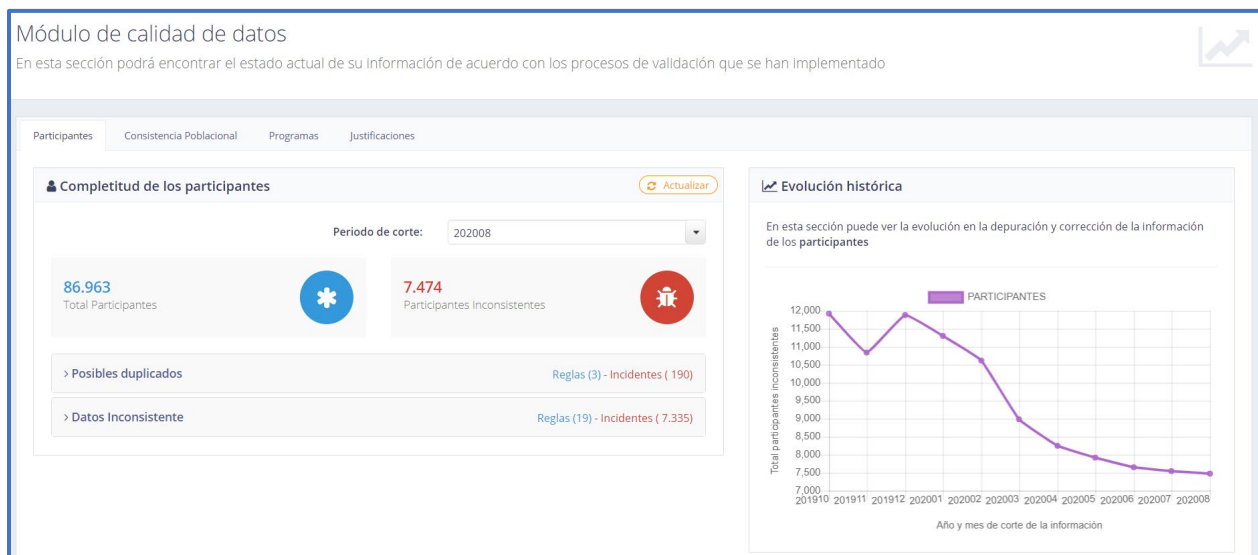 Módulo de calidad de datos
En esta sección podrá encontrar el estado actual de su información de acuerdo con los procesos de validación que se han implementado
Participantes Consistencia Poblacional Programas Justificaciones
Completitud de los participantes Actualizar
Periodo de corte: 202008
86.963
Total Participantes
7.474
Participantes Inconsistentes
> Posibles duplicados Reglas (3) - Incidentes ( 190)
> Datos Inconsistente Reglas (19) - Incidentes ( 7.335)
Evolución histórica
En esta sección puede ver la evolución en la depuración y corrección de la información
de los participantes
PARTICIPANTES
Total participantes inconsistentes
12,000
11,500
11,000
10,500
10,000
9,500
9,000
8,500
8,000
7,500
7,000
201910 201911 201912 202001 202002 202003 202004 202005 202006 202007 202008
Año y mes de corte de la información